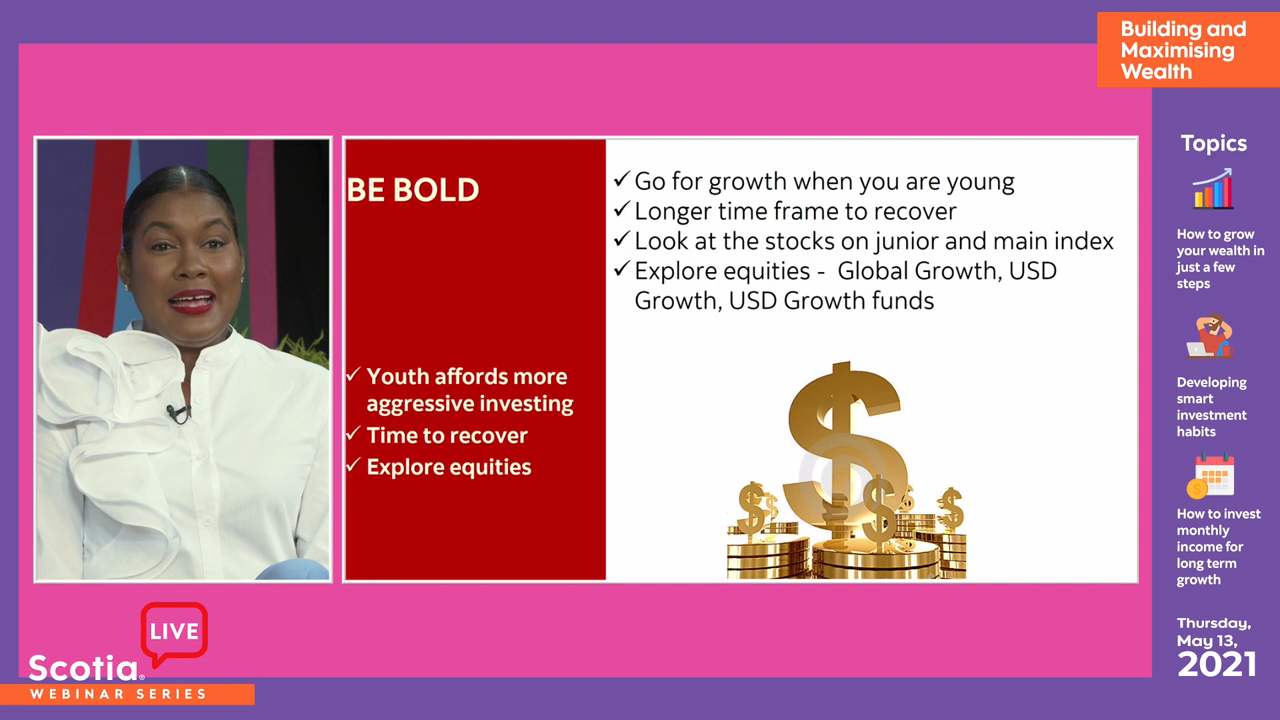 Building and
Maximising
Wealth
BE BOLD
✓ Youth affords more
aggressive investing
✓ Time to recover
✓ Explore equities
✓ Go for growth when you are young
✓ Longer time frame to recover
✓ Look at the stocks on junior and main index
✓ Explore equities - Global Growth, USD
Growth, USD Growth funds
Topics
How to grow
your wealth in
just a few
steps
Developing
smart
investment
habits
How to invest
monthly
income for
long term
growth
Thursday,
May 13,
2021
LIVE
Scotia®
WEBINAR SERIES